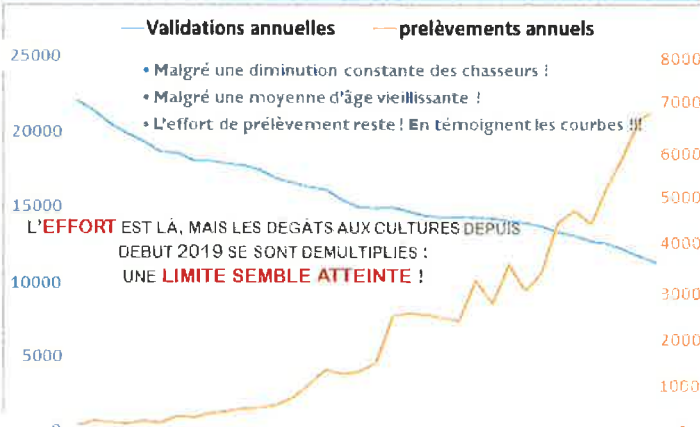 Validations annuelles prelèvements annuels
25000
8000
• Malgré une diminution constante des chasseurs !
• Malgré une moyenne d'âge vieillissante !
7000
20000
• L'effort de prélèvement reste ! En témoignent les courbes !!!
6000
5000
15000
L'EFFORT EST LÀ, MAIS LES DEGÂTS AUX CULTURES DEPUIS
DEBUT 2019 SE SONT DEMULTIPLIES :
4000
UNE LIMITE SEMBLE ATTEINTE !
10000
3000
2000
5000
1000